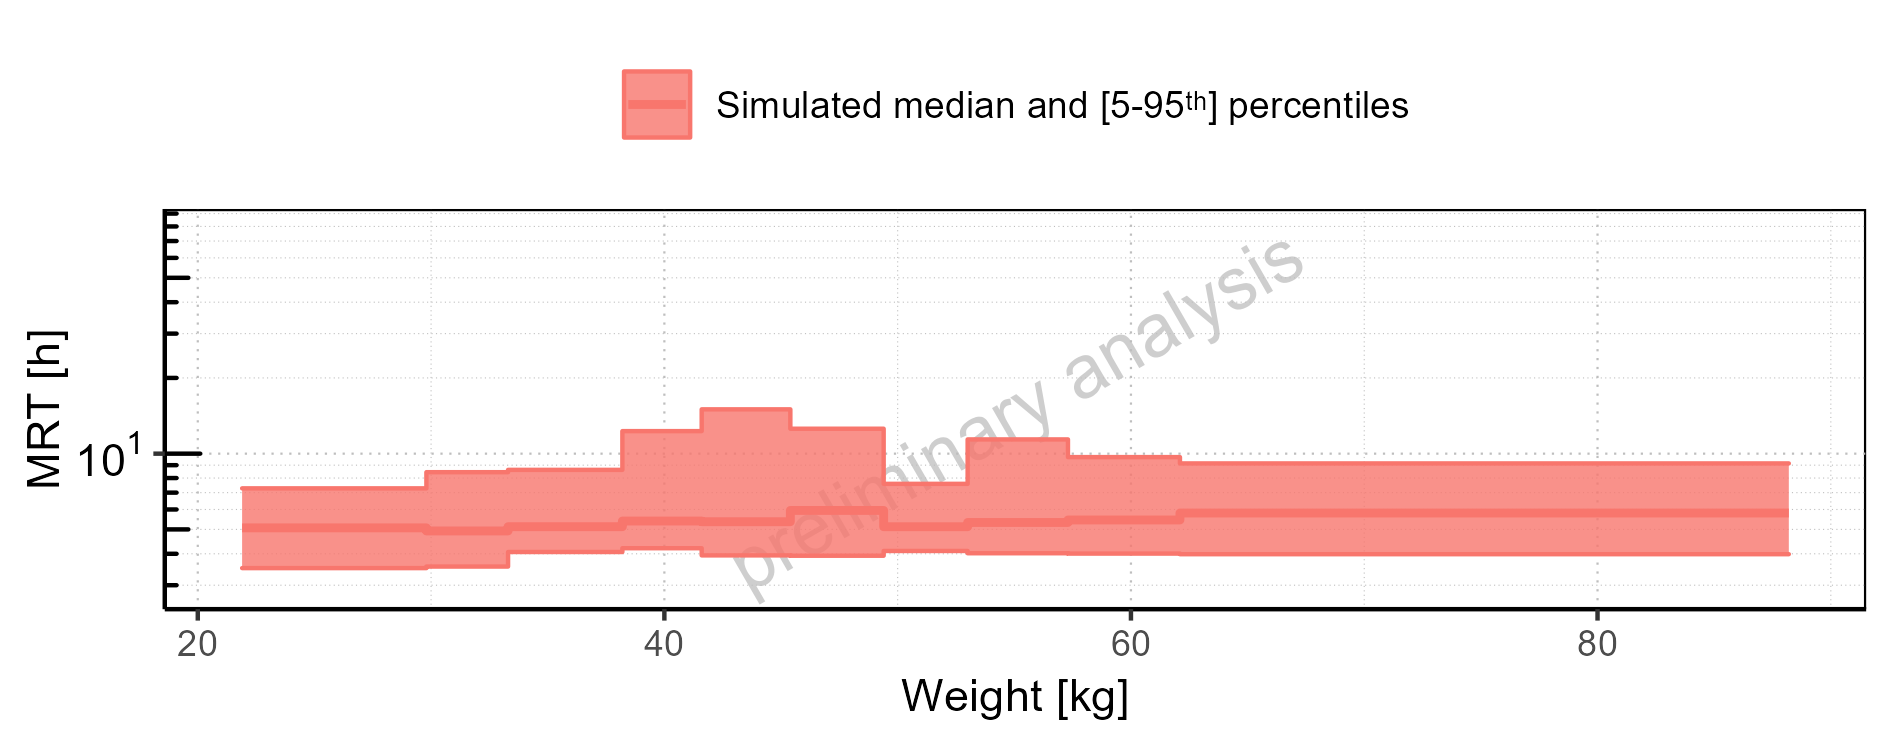 Simulated median and [5-95ᵗʰ] percentiles
MRT [h]
10¹
preliminary analysis
20 40 60 80
Weight [kg]